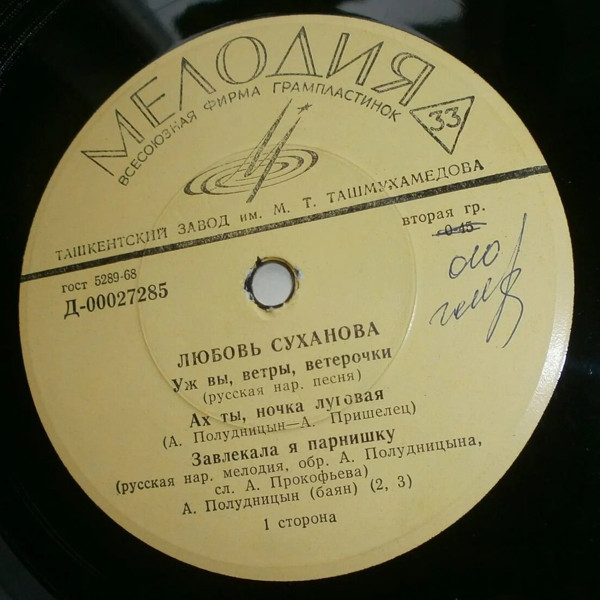 МЕЛОДИЯ
ВСЕСОЮЗНАЯ ФИРМА ГРАМПЛАСТИНОК
33
ТАШКЕНТСКИЙ ЗАВОД им. М. Т. ТАШМУХАМЕДОВА
гост 5289-68
Д-00027285
вторая гр.
0-45
ЛЮБОВЬ СУХАНОВА
Уж вы, ветры, ветерочки
(русская нар. песня)
Ах ты, ночка луговая
(А. Полудницын—А. Пришелец)
Завлекала я парнишку
(русская нар. мелодия, обр. А. Полудницына,
сл. А. Прокофьева)
А. Полудницын (баян) (2, 3)
1 сторона